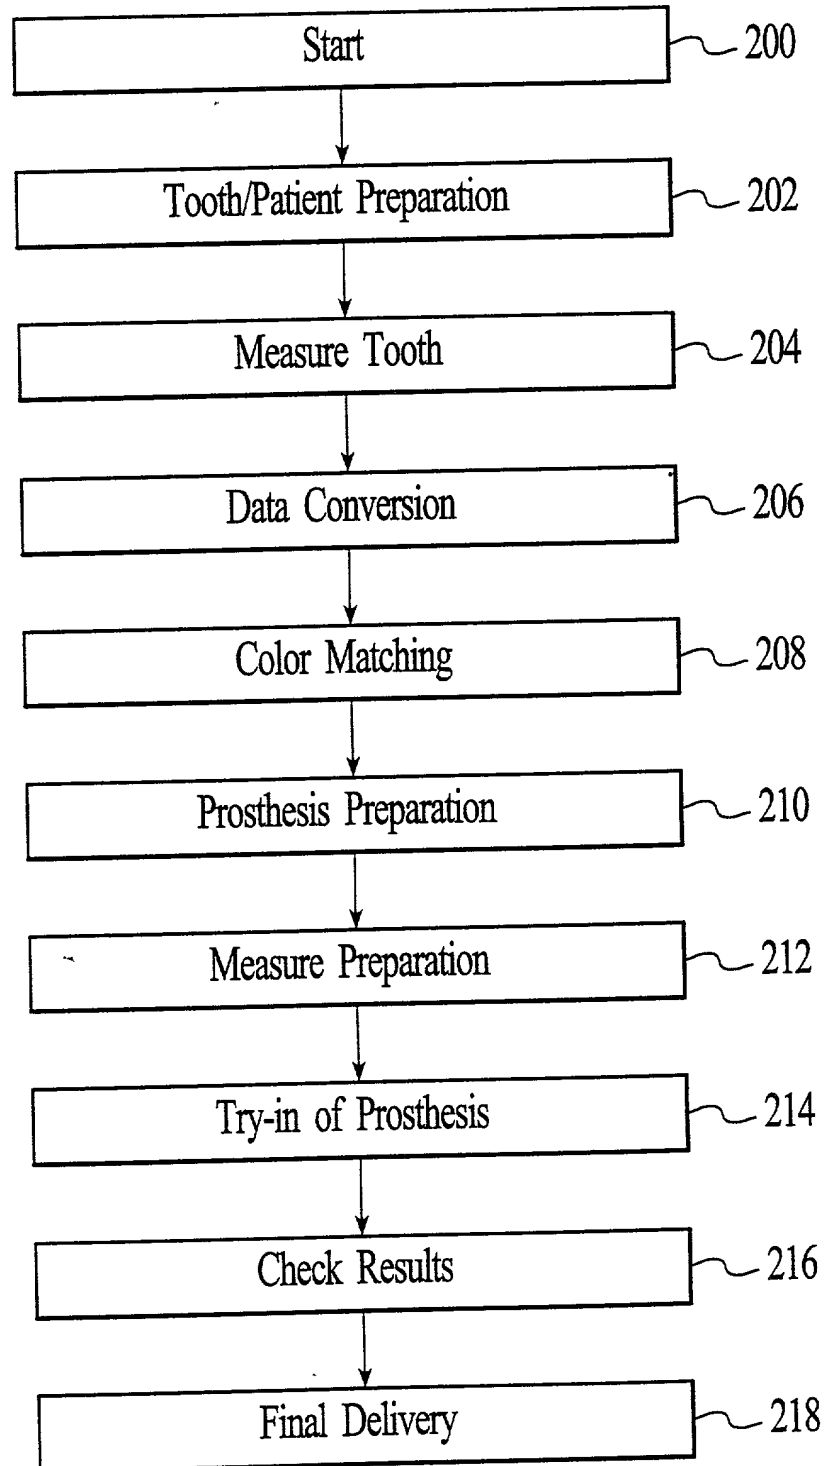 Start 200
Tooth/Patient Preparation 202
Measure Tooth 204
Data Conversion 206
Color Matching 208
Prosthesis Preparation 210
Measure Preparation 212
Try-in of Prosthesis 214
Check Results 216
Final Delivery 218